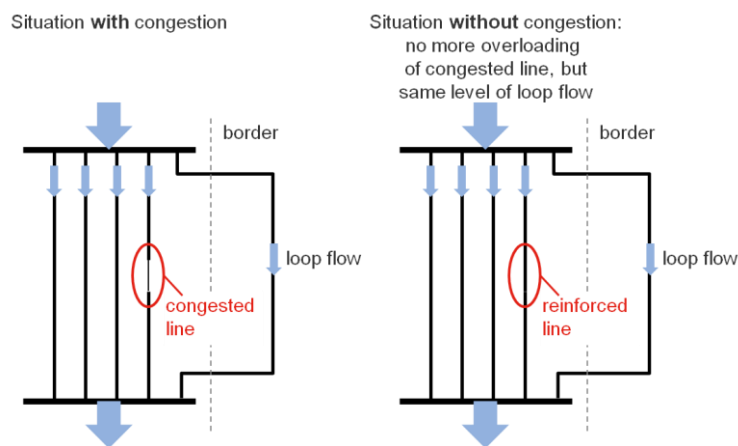 Situation with congestion
border
loop flow
congested
line
Situation without congestion:
no more overloading
of congested line, but
same level of loop flow
border
loop flow
reinforced
line